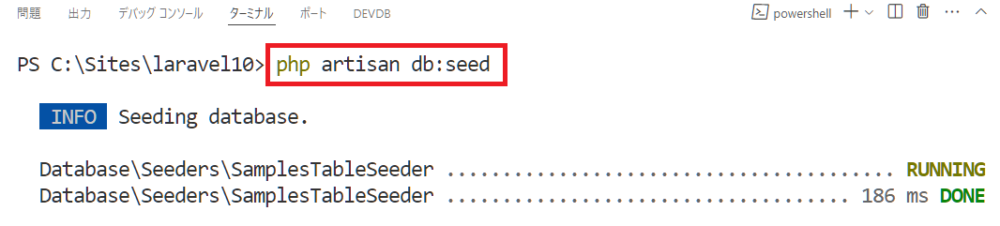 問題 出力 デバッグ コンソール ターミナル ポート DEVDB powershell
PS C:\Sites\laravel10> php artisan db:seed
INFO Seeding database.
Database\Seeders\SamplesTableSeeder ........................................ RUNNING
Database\Seeders\SamplesTableSeeder .................................... 186 ms DONE